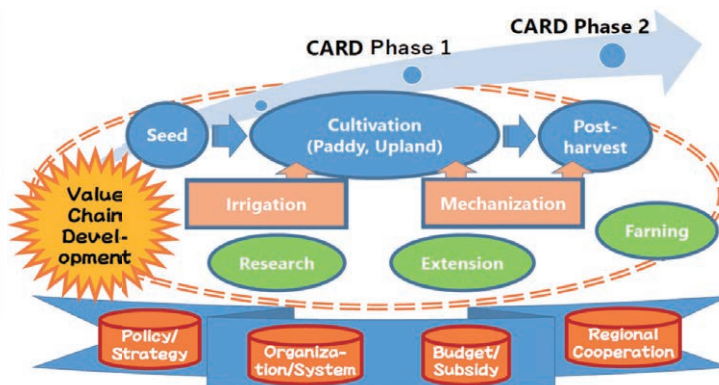 CARD Phase 2
CARD Phase 1
Seed
Cultivation
(Paddy, Upland)
Post-
harvest
Value
Chain
Devel-
opment
Irrigation
Mechanization
Research
Extension
Farning
Policy/
Strategy
Organiza-
tion/System
Budget/
Subsidy
Regional
Cooperation